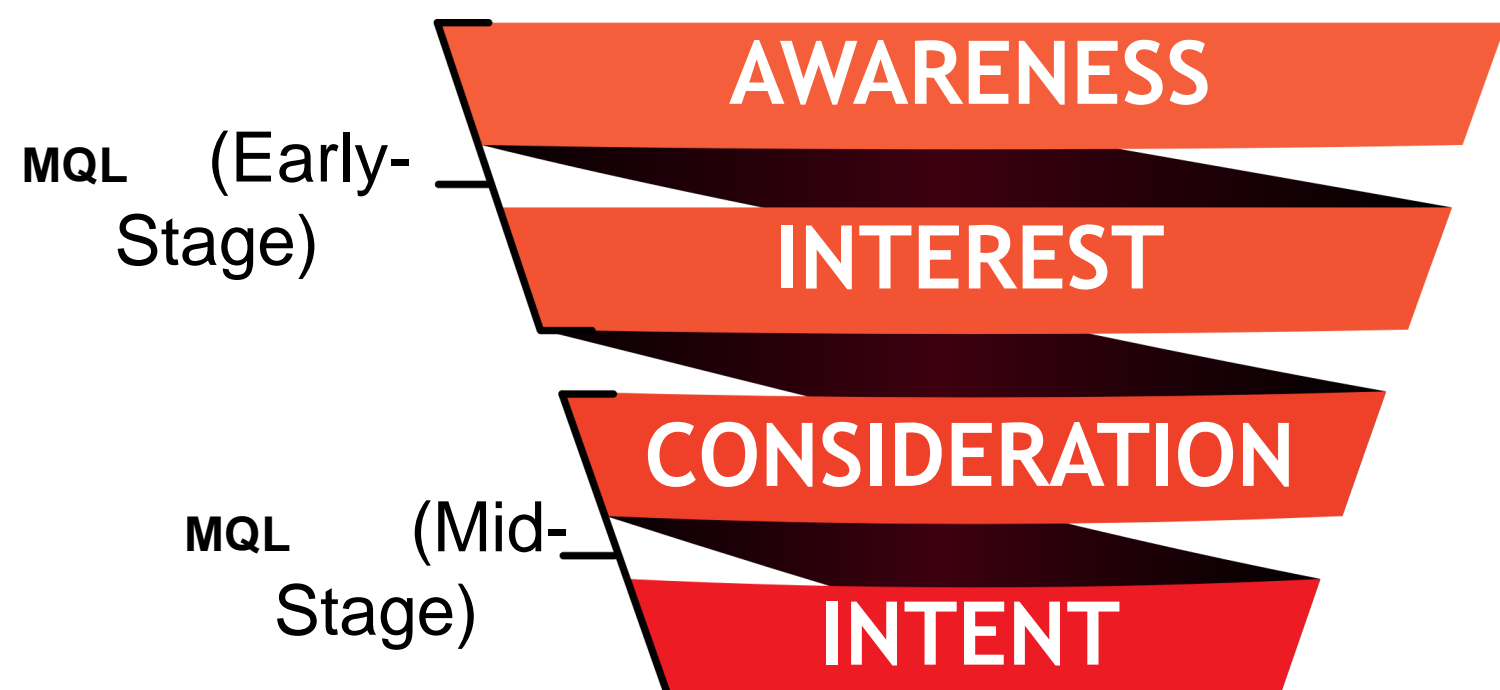 AWARENESS
MQL (Early-
Stage)
INTEREST
CONSIDERATION
MQL (Mid-
Stage)
INTENT